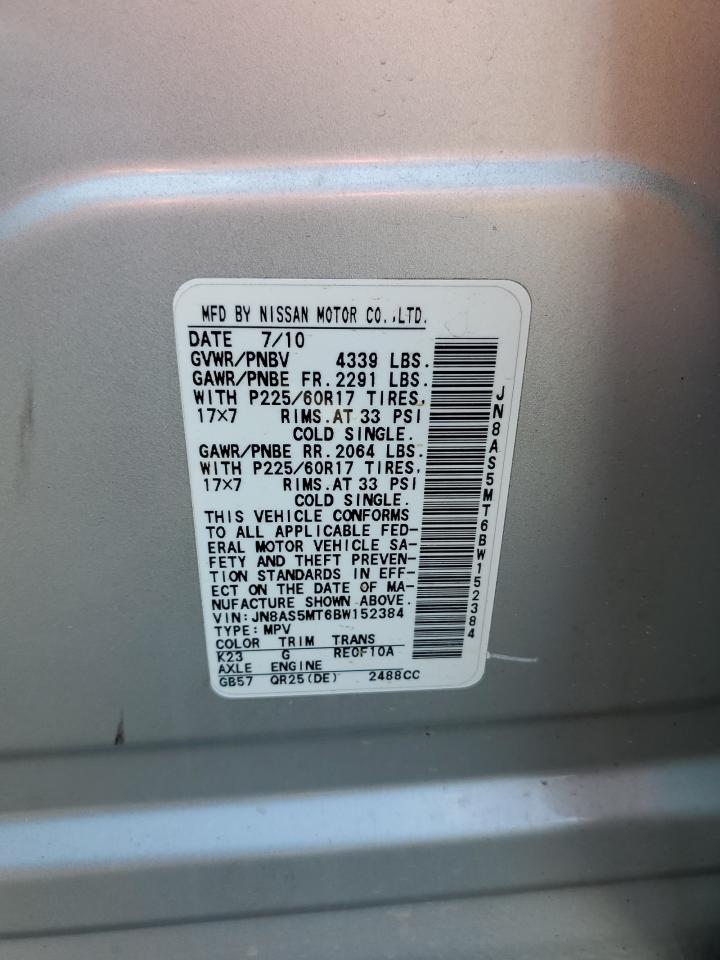 MFD BY NISSAN MOTOR CO.,LTD.
DATE 7/10
GVWR/PNBV 4339 LBS.
GAWR/PNBE FR.2291 LBS.
WITH P225/60R17 TIRES,
17×7 RIMS.AT 33 PSI
COLD SINGLE.
GAWR/PNBE RR.2064 LBS.
WITH P225/60R17 TIRES,
17×7 RIMS.AT 33 PSI
COLD SINGLE.
THIS VEHICLE CONFORMS
TO ALL APPLICABLE FED-
ERAL MOTOR VEHICLE SA-
FETY AND THEFT PREVEN-
TION STANDARDS IN EFF-
ECT ON THE DATE OF MA-
NUFACTURE SHOWN ABOVE.
VIN:JN8AS5MT6BW152384
TYPE:MPV
COLOR TRIM TRANS
K23 G RE0F10A
AXLE ENGINE
GB57 QR25(DE) 2488CC
JN8AS5MT6BW152384